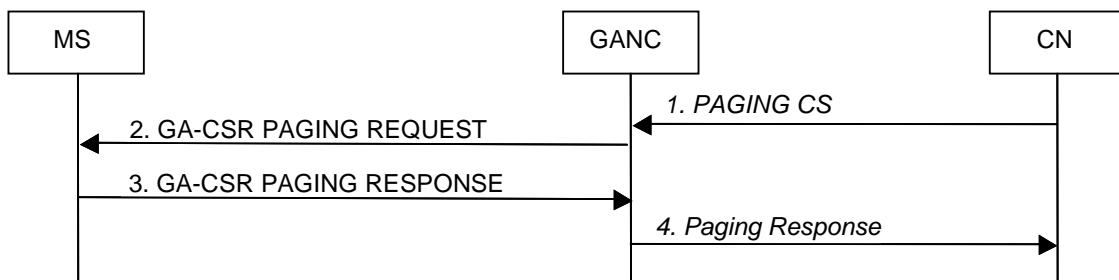 MS
GANC
CN
1. PAGING CS
2. GA-CSR PAGING REQUEST
3. GA-CSR PAGING RESPONSE
4. Paging Response